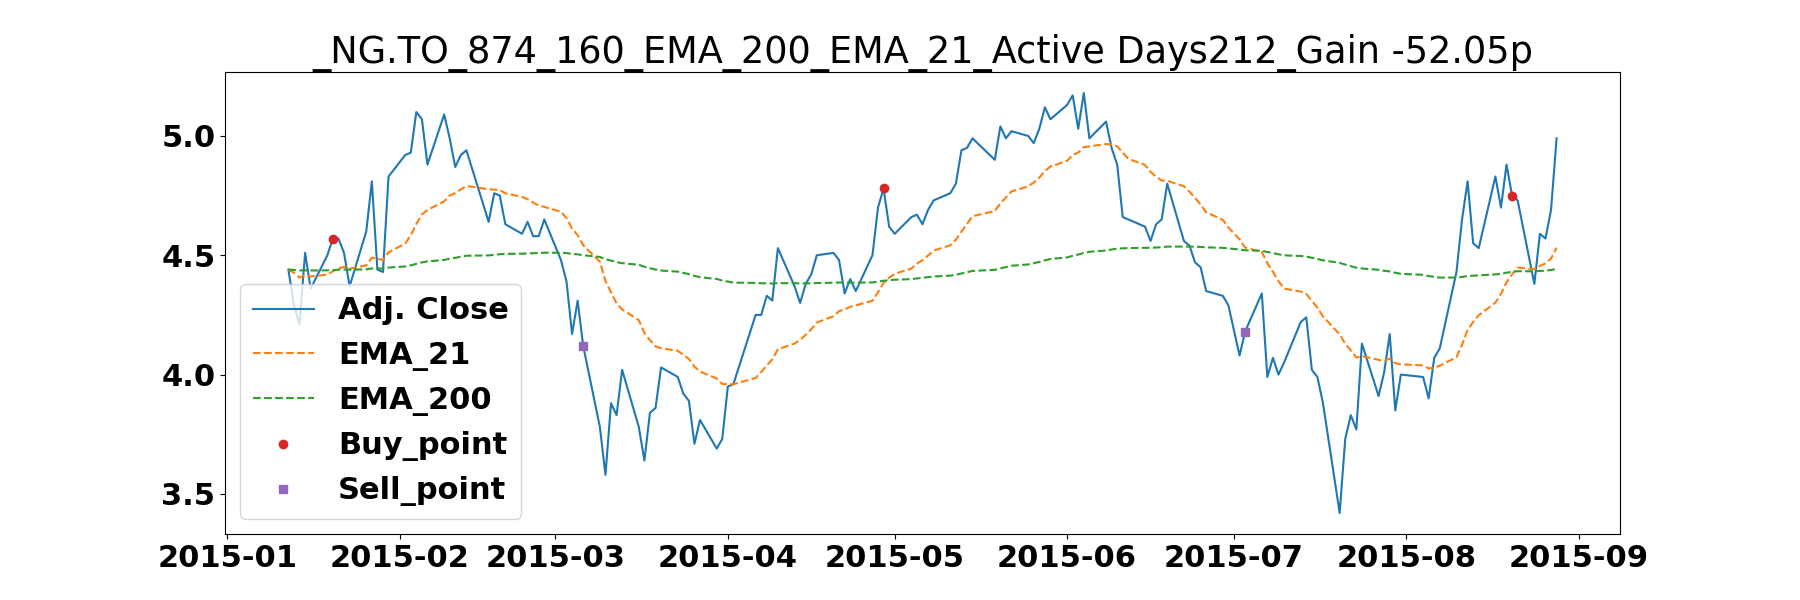 _NG.TO_874_160_EMA_200_EMA_21_Active Days212_Gain -52.05p
5.0
4.5
4.0
3.5
Adj. Close
EMA_21
EMA_200
Buy_point
Sell_point
2015-01 2015-02 2015-03 2015-04 2015-05 2015-06 2015-07 2015-08 2015-09